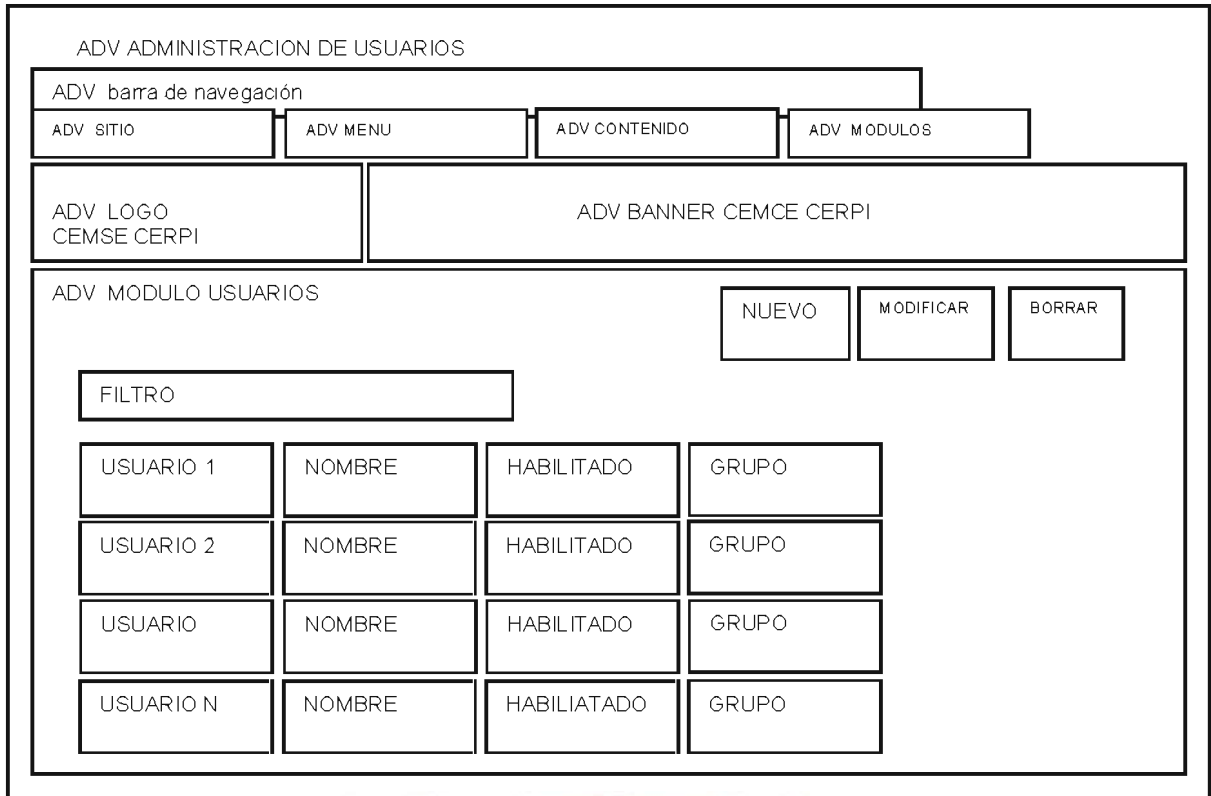 ADV ADMINISTRACION DE USUARIOS
ADV barra de navegación
ADV SITIO
ADV MENU
ADV CONTENIDO
ADV MODULOS
ADV LOGO
CEMSE CERPI
ADV BANNER CEMCE CERPI
ADV MODULO USUARIOS
NUEVO
MODIFICAR
BORRAR
FILTRO
USUARIO 1 NOMBRE HABILITADO GRUPO
USUARIO 2 NOMBRE HABILITADO GRUPO
USUARIO NOMBRE HABILITADO GRUPO
USUARIO N NOMBRE HABILIATADO GRUPO